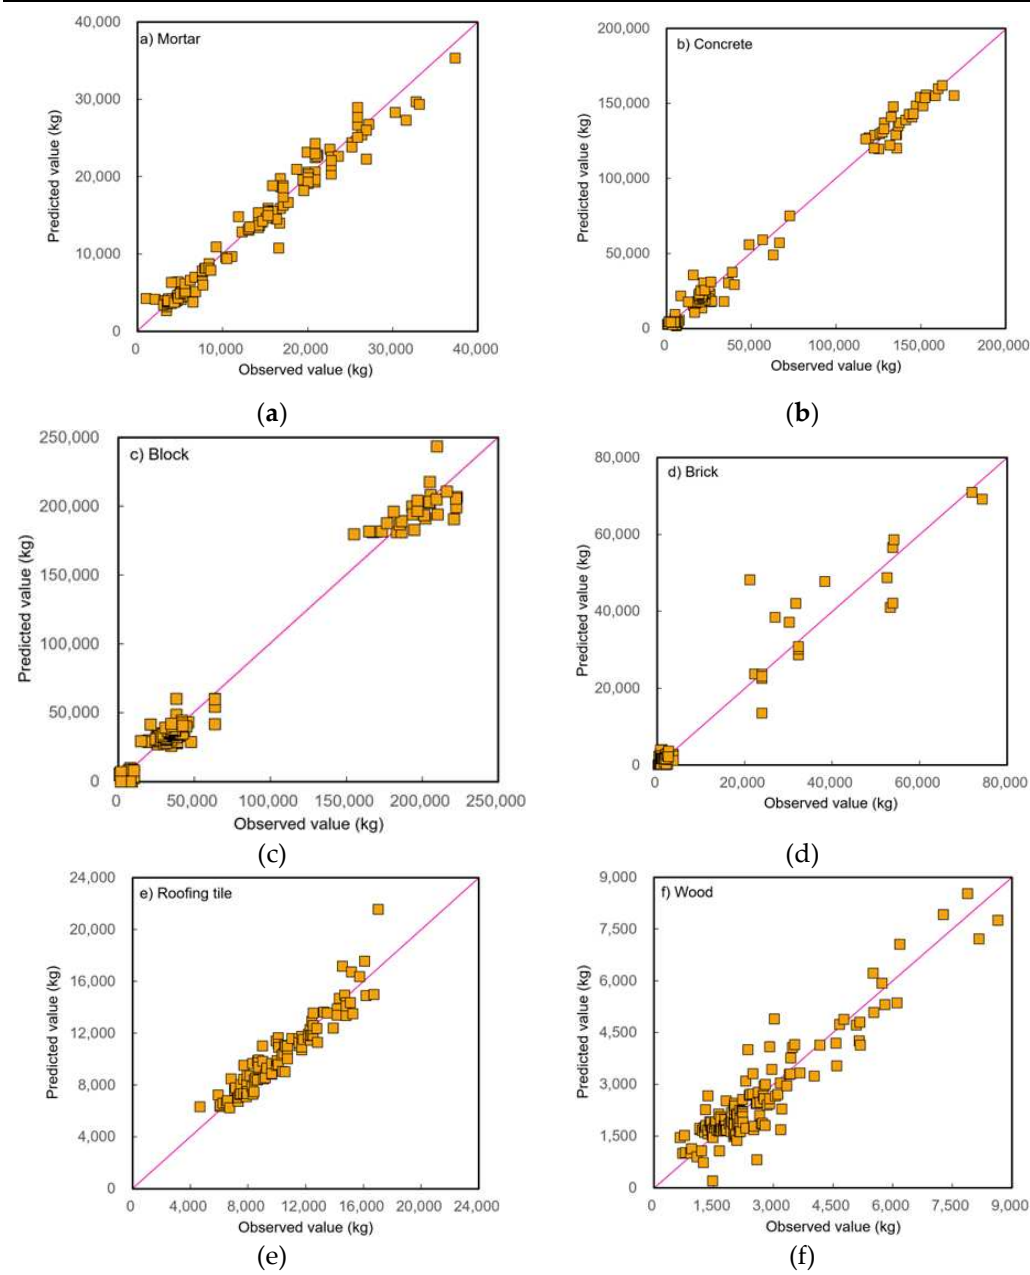 a) Mortar
40,000
30,000
20,000
10,000
0
Predicted value (kg)
10,000 20,000 30,000 40,000
Observed value (kg)
(a)
b) Concrete
200,000
150,000
100,000
50,000
0
Predicted value (kg)
0 50,000 100,000 150,000 200,000
Observed value (kg)
(b)
c) Block
250,000
200,000
150,000
100,000
50,000
0
Predicted value (kg)
0 50,000 100,000 150,000 200,000 250,000
Observed value (kg)
(c)
d) Brick
80,000
60,000
40,000
20,000
0
Predicted value (kg)
0 20,000 40,000 60,000 80,000
Observed value (kg)
(d)
e) Roofing tile
24,000
20,000
16,000
12,000
8,000
4,000
0
Predicted value (kg)
0 4,000 8,000 12,000 16,000 20,000 24,000
Observed value (kg)
(e)
f) Wood
9,000
7,500
6,000
4,500
3,000
1,500
0
Predicted value (kg)
0 1,500 3,000 4,500 6,000 7,500 9,000
Observed value (kg)
(f)